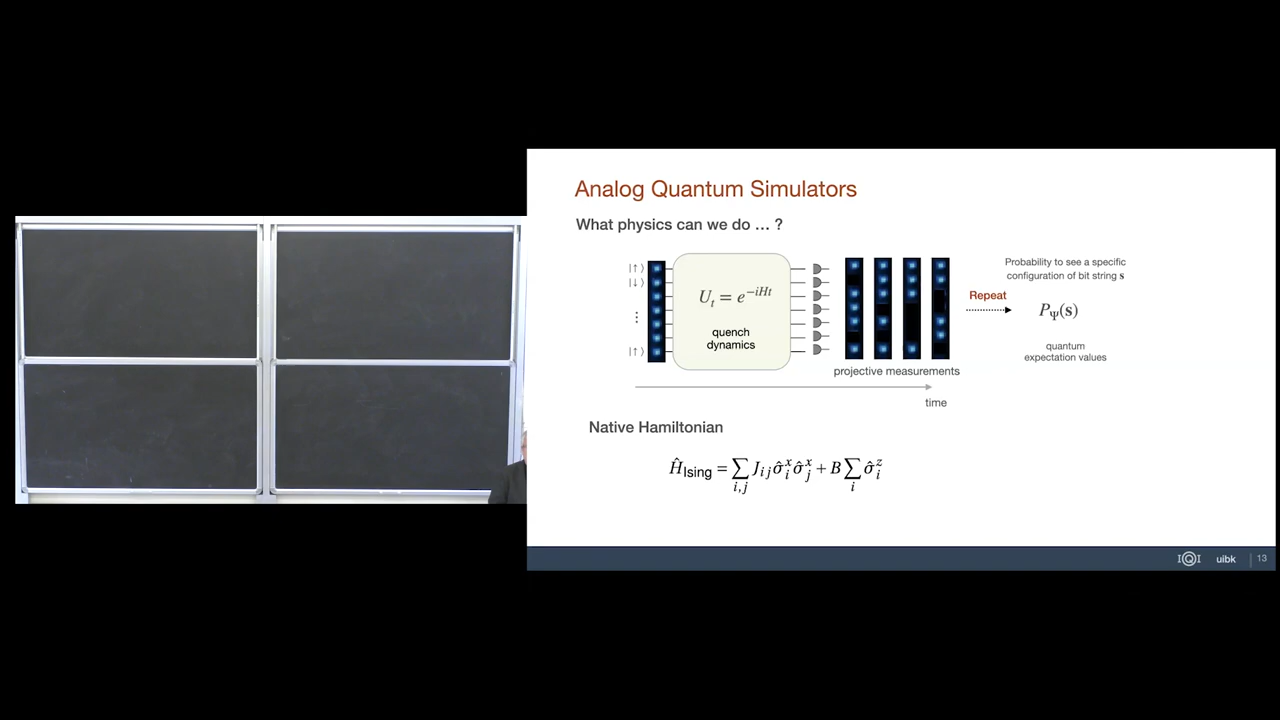 Analog Quantum Simulators
What physics can we do ... ?
|↑⟩
|↓⟩
⋮
|↑⟩
U_t = e^{-iHt}
quench
dynamics
projective measurements
time
Repeat
Probability to see a specific
configuration of bit string s
P_Ψ(s)
quantum
expectation values
Native Hamiltonian
Ĥ_Ising = ∑_{i,j} J_{ij} σ̂_i^x σ̂_j^x + B ∑_i σ̂_i^z
IQI uibk | 13